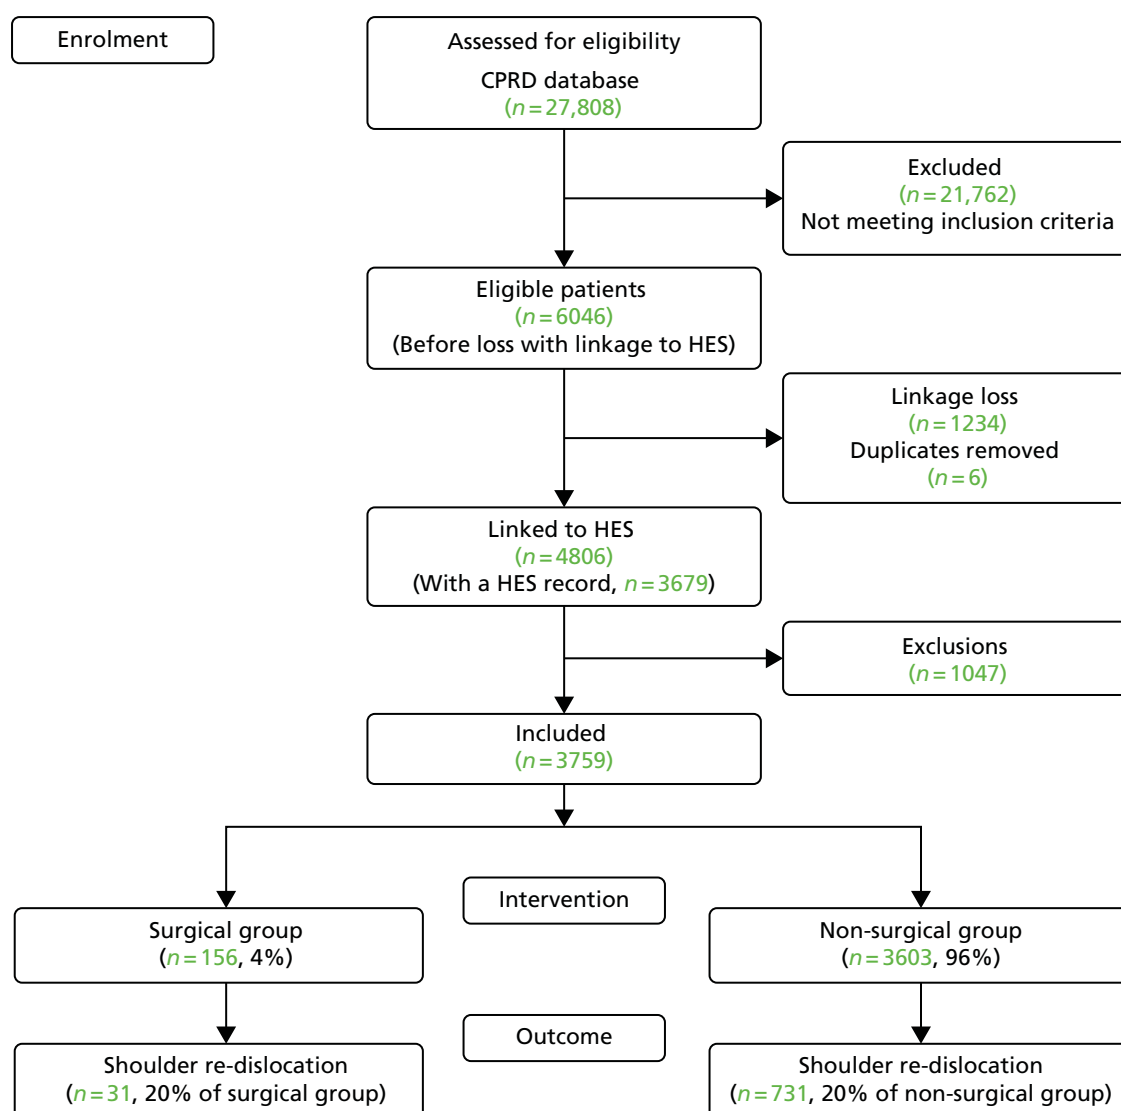 Enrolment
Assessed for eligibility
CPRD database
(n=27,808)
Excluded
(n=21,762)
Not meeting inclusion criteria
Eligible patients
(n=6046)
(Before loss with linkage to HES)
Linkage loss
(n=1234)
Duplicates removed
(n=6)
Linked to HES
(n=4806)
(With a HES record, n=3679)
Exclusions
(n=1047)
Included
(n=3759)
Intervention
Surgical group
(n=156, 4%)
Non-surgical group
(n=3603, 96%)
Outcome
Shoulder re-dislocation
(n=31, 20% of surgical group)
Shoulder re-dislocation
(n=731, 20% of non-surgical group)